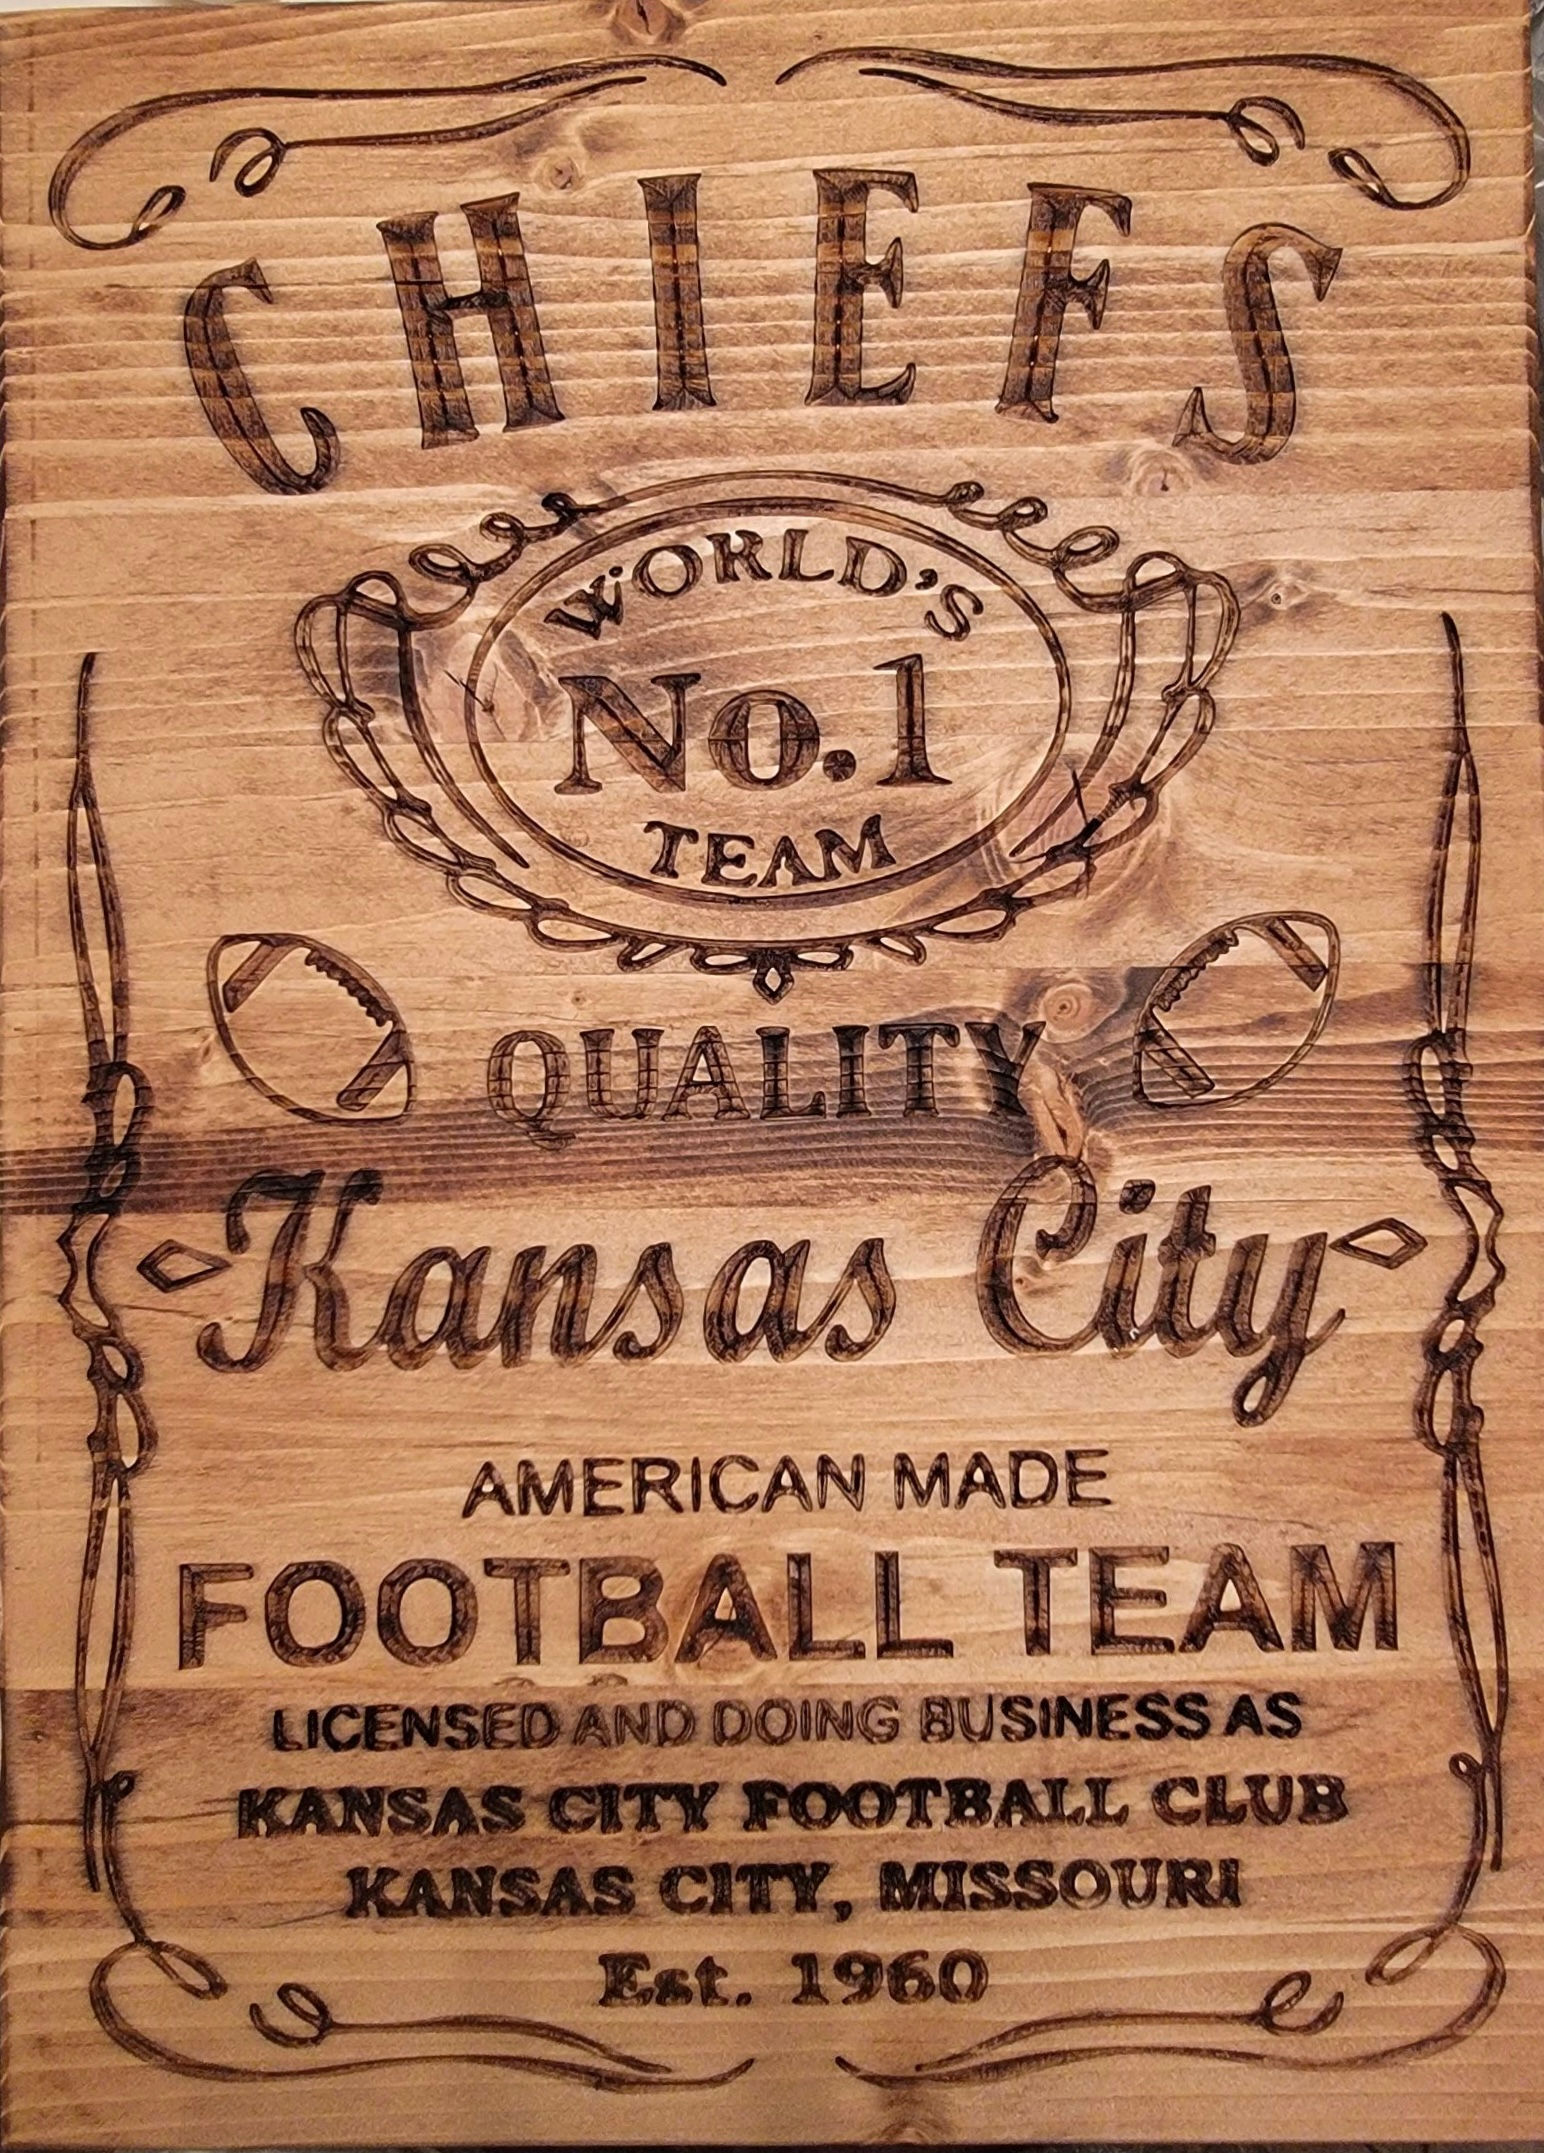 CHIEFS
WORLD'S
No.1
TEAM
QUALITY
Kansas City
AMERICAN MADE
FOOTBALL TEAM
LICENSED AND DOING BUSINESS AS
KANSAS CITY FOOTBALL CLUB
KANSAS CITY, MISSOURI
Est. 1960